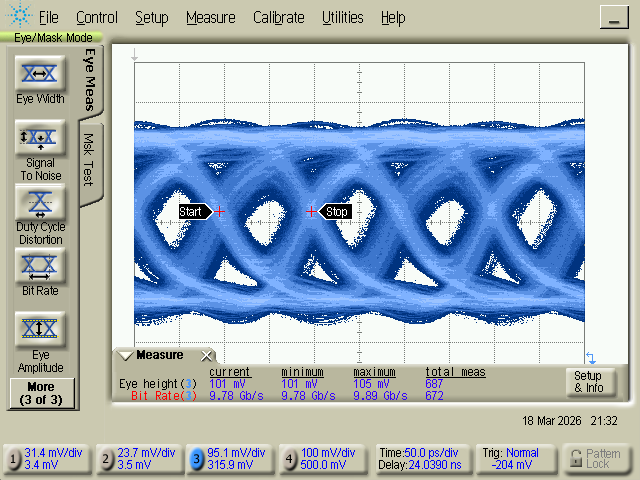 File Control Setup Measure Calibrate Utilities Help
Eye/Mask Mode
Eye Meas
Msk Test
Eye Width
Signal
To Noise
Duty Cycle
Distortion
Bit Rate
Eye
Amplitude
More
(3 of 3)
Start
Stop
Measure
current minimum maximum total meas
Eye height(3) 101 mV 101 mV 105 mV 687
Bit Rate(3) 9.78 Gb/s 9.78 Gb/s 9.89 Gb/s 672
Setup
& Info
18 Mar 2026 21:32
1 31.4 mV/div
3.4 mV
2 23.7 mV/div
3.5 mV
3 95.1 mV/div
315.9 mV
4 100 mV/div
500.0 mV
Time:50.0 ps/div
Delay:24.0390 ns
Trig: Normal
-204 mV
Pattern
Lock